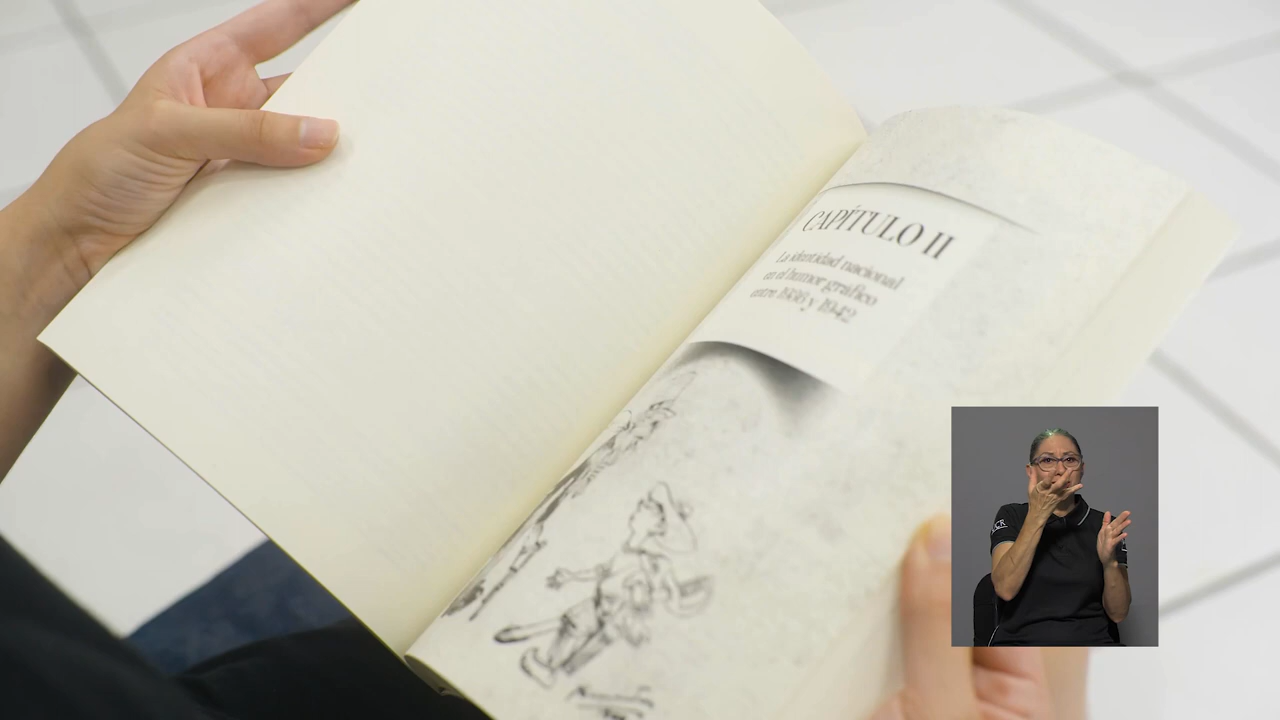 CAPÍTULO II
La identidad nacional
en el humor gráfico
entre 1936 y 1942